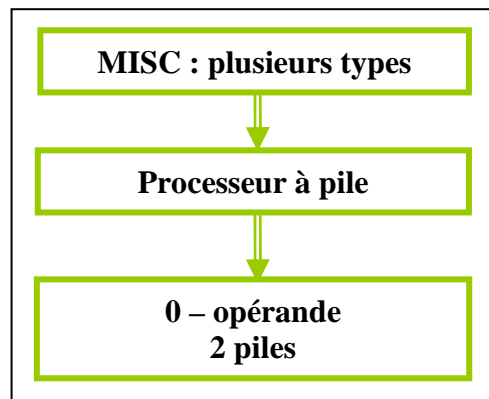 MISC : plusieurs types
Processeur à pile
0 – opérande
2 piles